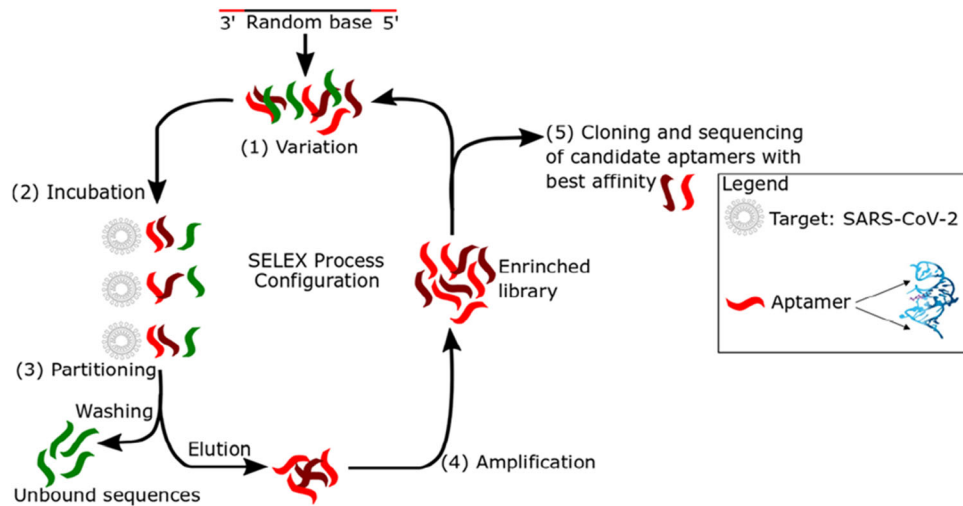 3' Random base 5'
(1) Variation
(2) Incubation
(3) Partitioning
Washing
Unbound sequences
Elution
(4) Amplification
SELEX Process
Configuration
Enrinched
library
(5) Cloning and sequencing
of candidate aptamers with
best affinity
Legend
Target: SARS-CoV-2
Aptamer